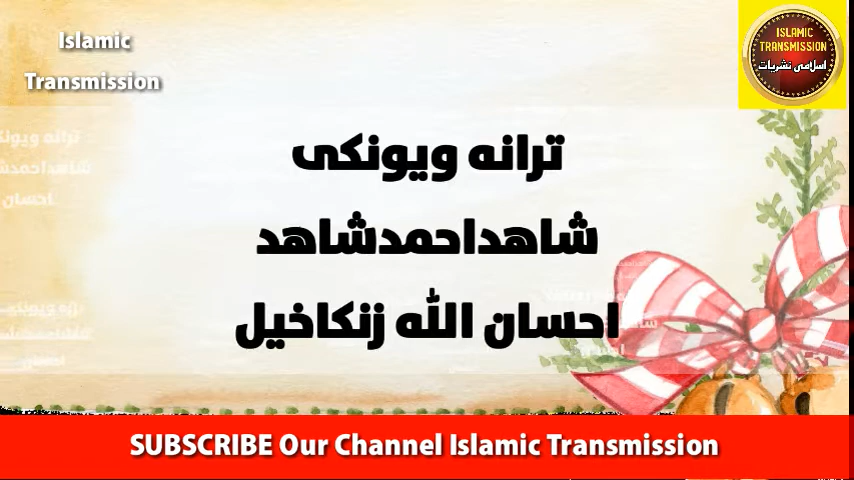 Islamic
Transmission
ISLAMIC
TRANSMISSION
اسلامی نشریات
ترانه ویونکی
شاهداحمدشاهد
احسان الله زنکاخیل
SUBSCRIBE Our Channel Islamic Transmission